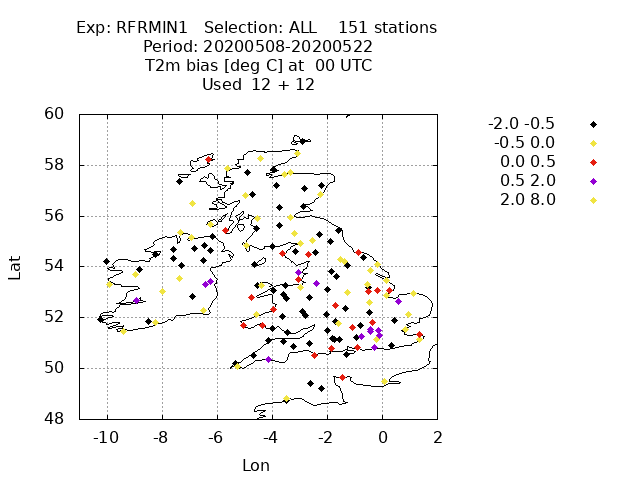 Exp: RFRMIN1 Selection: ALL 151 stations
Period: 20200508-20200522
T2m bias [deg C] at 00 UTC
Used 12 + 12
60
58
56
54
52
50
48
Lat
-10 -8 -6 -4 -2 0 2
Lon
-2.0 -0.5
-0.5 0.0
0.0 0.5
0.5 2.0
2.0 8.0